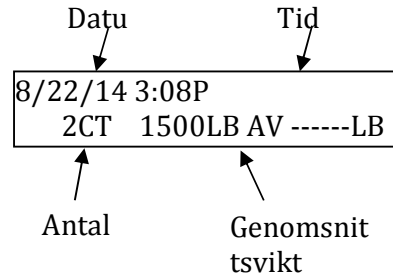 Datu Tid
8/22/14 3:08P
2CT 1500LB AV ------LB
Antal Genomsnit
tsvikt